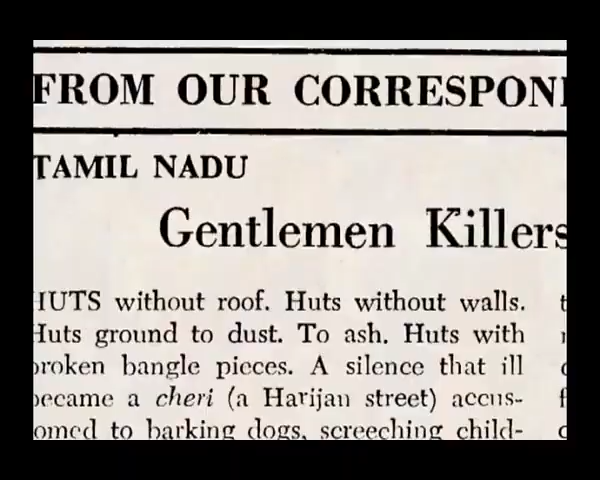 FROM OUR CORRESPON
TAMIL NADU
Gentlemen Killers
HUTS without roof. Huts without walls.
Huts ground to dust. To ash. Huts with
broken bangle pieces. A silence that ill
became a cheri (a Harijan street) accus-
omed to barking dogs, screeching child-